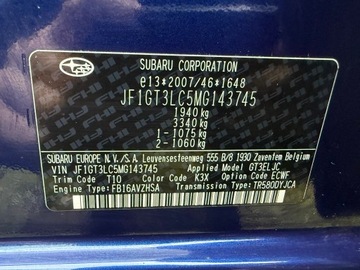 SUBARU CORPORATION
e13*2007/46*1648
JF1GT3LC5MG143745
1940 kg
3340 kg
1 - 1075 kg
2 - 1060 kg
SUBARU EUROPE N.V./S.A. Leuvensesteenweg 555 B/8 1930 Zaventem Belgium
VIN JF1GT3LC5MG143745 Applied Model GT3ELJC
Trim Code T10 Color Code K3X Option Code ECWF
Engine Type FB16AVZHSA Transmission Type TR580DYJCA